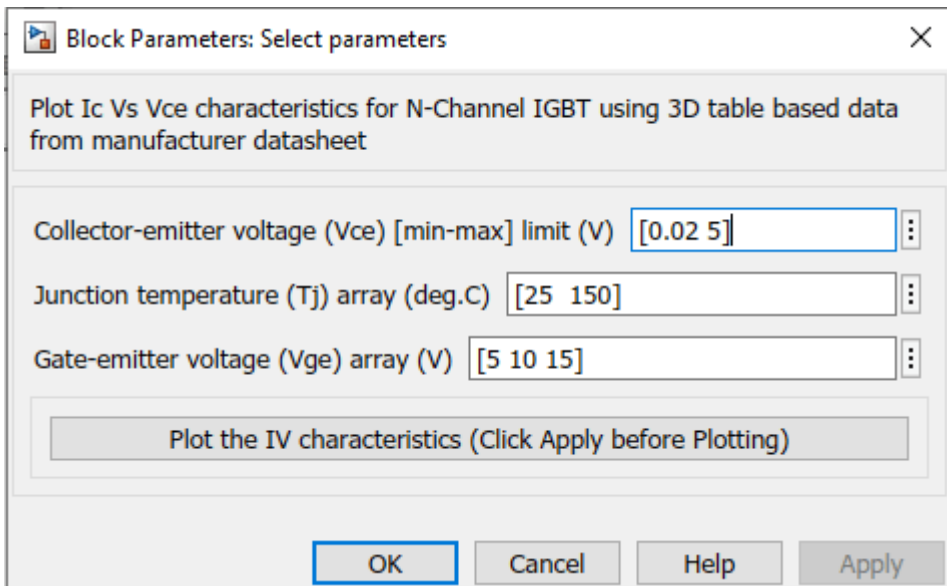 Block Parameters: Select parameters
Plot Ic Vs Vce characteristics for N-Channel IGBT using 3D table based data
from manufacturer datasheet
Collector-emitter voltage (Vce) [min-max] limit (V) [0.02 5]
Junction temperature (Tj) array (deg.C) [25  150]
Gate-emitter voltage (Vge) array (V) [5 10 15]
Plot the IV characteristics (Click Apply before Plotting)
OK Cancel Help Apply